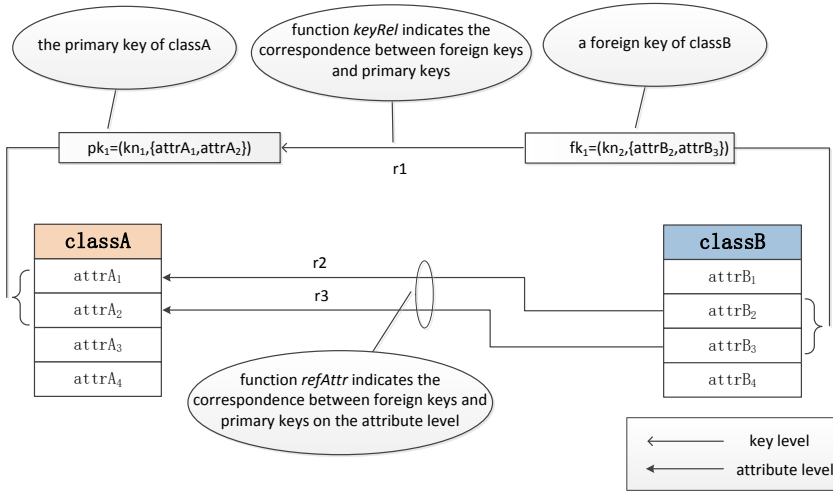 the primary key of classA
function keyRel indicates the
correspondence between foreign keys
and primary keys
a foreign key of classB
pk₁=(kn₁,{attrA₁,attrA₂})
r1
fk₁=(kn₂,{attrB₂,attrB₃})
classA
attrA₁
attrA₂
attrA₃
attrA₄
r2
r3
classB
attrB₁
attrB₂
attrB₃
attrB₄
function refAttr indicates the
correspondence between foreign keys and
primary keys on the attribute level
key level
attribute level